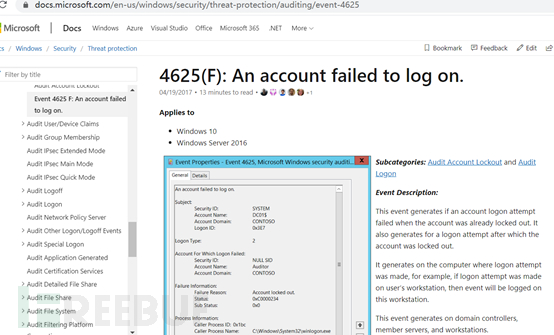 docs.microsoft.com/en-us/windows/security/threat-protection/auditing/event-4625
Microsoft
Docs
Windows
Azure
Visual Studio
Office
Microsoft 365
.NET
More
Docs / Windows / Security / Threat protection
Bookmark
Feedback
Edit
Filter by title
Audit Account Lockout
Event 4625 F: An account failed
to log on.
Audit User/Device Claims
Audit Group Membership
Audit IPsec Extended Mode
Audit IPsec Main Mode
Audit IPsec Quick Mode
Audit Logoff
Audit Logon
Audit Network Policy Server
Audit Other Logon/Logoff Events
Audit Special Logon
Audit Application Generated
Audit Certification Services
Audit Detailed File Share
Audit File Share
Audit File System
Audit Filtering Platform
4625(F): An account failed to log on.
04/19/2017 • 13 minutes to read •
+1
Applies to
• Windows 10
• Windows Server 2016
Event Properties - Event 4625, Microsoft Windows security auditi...
General
Details
An account failed to log on.
Subject:
Security ID: SYSTEM
Account Name: DC01$
Account Domain: CONTOSO
Logon ID: 0x3E7
Logon Type: 2
Account For Which Logon Failed:
Security ID: NULL SID
Account Name: Auditor
Account Domain: CONTOSO
Failure Information:
Failure Reason: Account locked out.
Status: 0xC0000234
Sub Status: 0x0
Process Information:
Caller Process ID: 0x1bc
Caller Process Name: C:\Windows\System32\winlogon.exe
Subcategories: Audit Account Lockout and Audit
Logon
Event Description:
This event generates if an account logon attempt
failed when the account was already locked out. It
also generates for a logon attempt after which the
account was locked out.
It generates on the computer where logon attempt
was made, for example, if logon attempt was made
on user's workstation, then event will be logged on
this workstation.
This event generates on domain controllers,
member servers, and workstations.